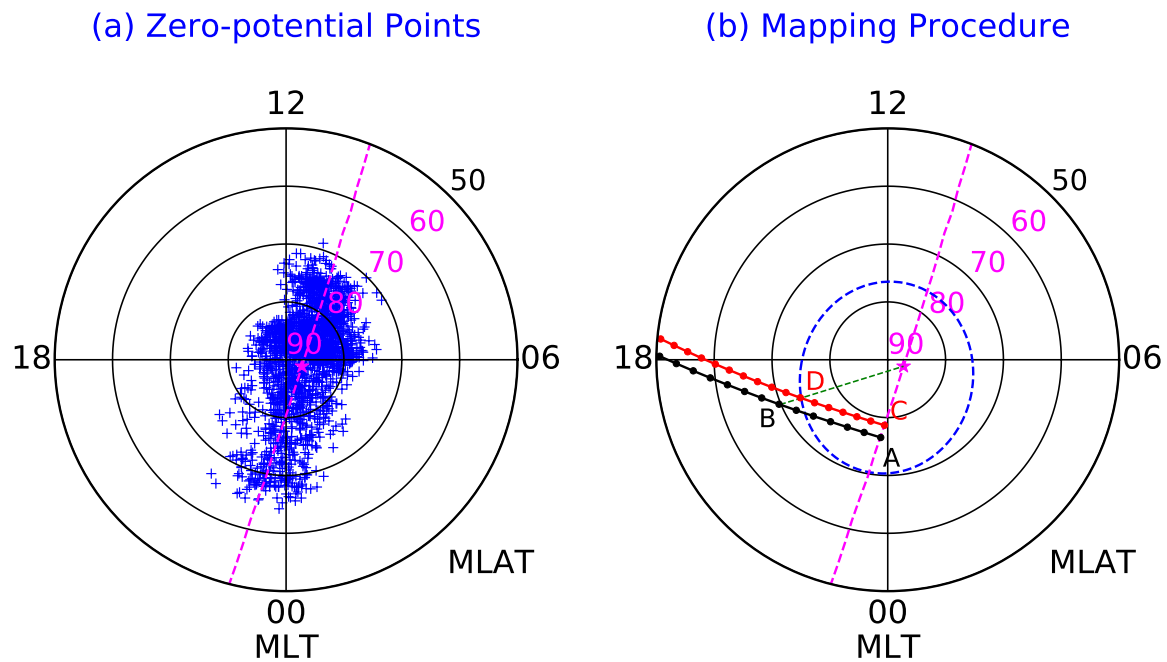 (a) Zero-potential Points
12
50
60
70
80
90
18
06
MLAT
00
MLT
(b) Mapping Procedure
12
50
60
70
80
90
18
06
D
C
B
A
MLAT
00
MLT